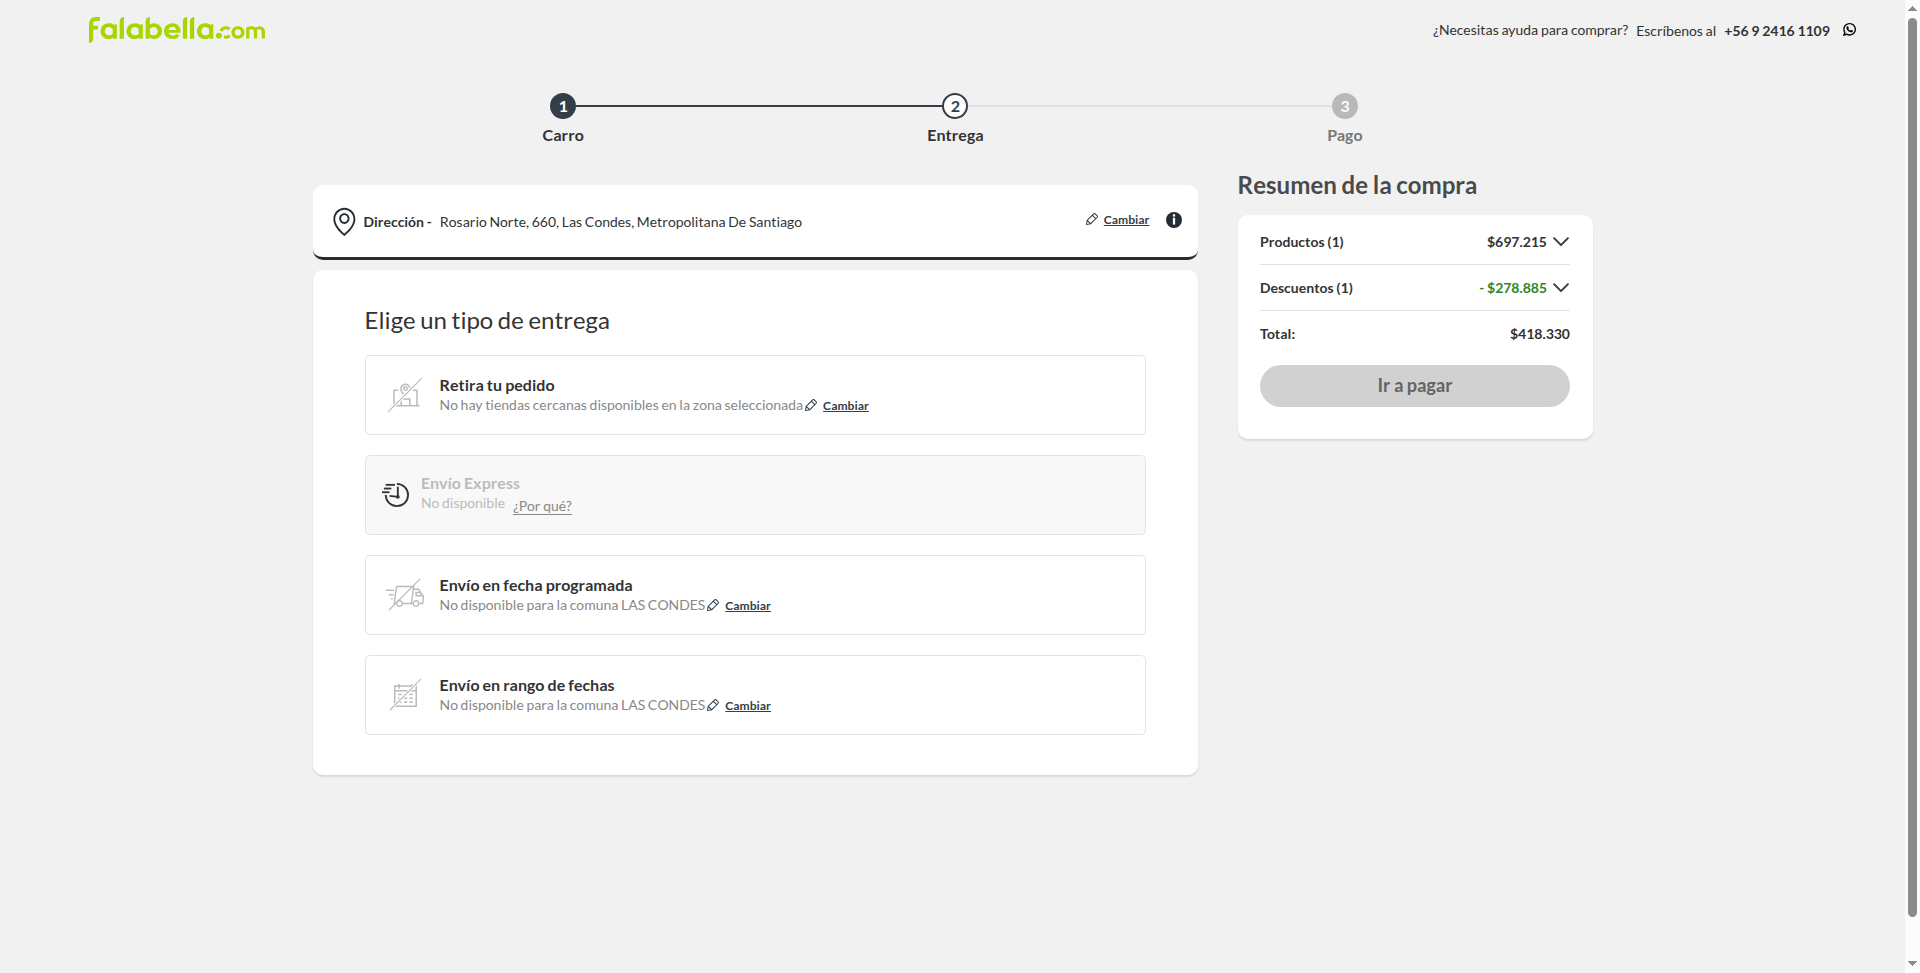 falabella.com
¿Necesitas ayuda para comprar? Escríbenos al +56 9 2416 1109
1 2 3
Carro Entrega Pago
Dirección - Rosario Norte, 660, Las Condes, Metropolitana De Santiago Cambiar
Elige un tipo de entrega
Retira tu pedido
No hay tiendas cercanas disponibles en la zona seleccionada Cambiar
Envío Express
No disponible ¿Por qué?
Envío en fecha programada
No disponible para la comuna LAS CONDES Cambiar
Envío en rango de fechas
No disponible para la comuna LAS CONDES Cambiar
Resumen de la compra
Productos (1) $697.215
Descuentos (1) - $278.885
Total: $418.330
Ir a pagar